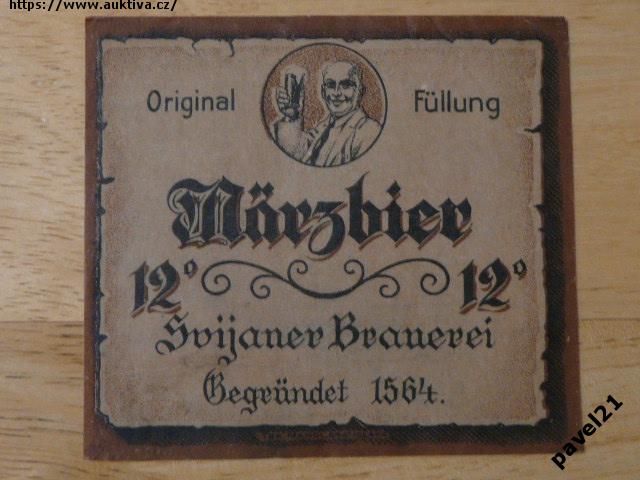 https://www.auktiva.cz/
Original Füllung
Märzbier
12° 12°
Svijaner Brauerei
Gegründet 1564.
pavel21